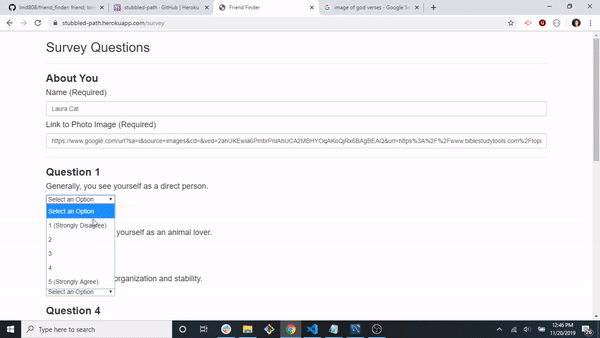 lmd808/friend_finder: friend_fin
stubbled-path · GitHub | Heroku
Friend Finder
image of god verses - Google Se
stubbled-path.herokuapp.com/survey
Survey Questions
About You
Name (Required)
Laura Cat
Link to Photo Image (Required)
https://www.google.com/url?sa=i&source=images&cd=&ved=2ahUKEwia6PmbrPnlAhUCA2MBHYOqAKoQjRx6BAgBEAQ&url=https%3A%2F%2Fwww.biblestudytools.com%2Ftopi
Question 1
Generally, you see yourself as a direct person.
Select an Option
Select an Option
1 (Strongly Disagree)
yourself as an animal lover.
2
3
4
5 (Strongly Agree)
organization and stability.
Select an Option
Question 4
Type here to search
12:46 PM
11/20/2019